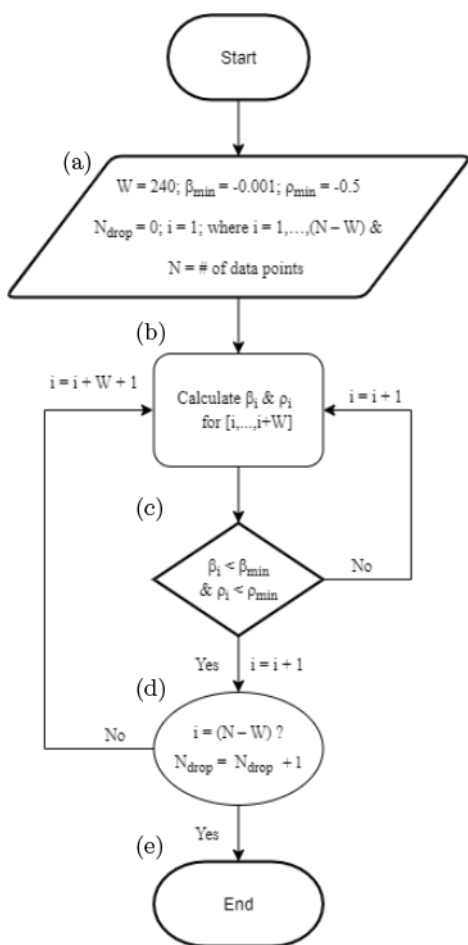 Start
(a)
W = 240; βmin = -0.001; ρmin = -0.5
Ndrop = 0; i = 1; where i = 1,...,(N – W) &
N = # of data points
(b)
i = i + W + 1
i = i + 1
Calculate βi & ρi
for [i,...,i+W]
(c)
βi < βmin
& ρi < ρmin
No
Yes
i = i + 1
(d)
i = (N – W) ?
Ndrop = Ndrop + 1
No
Yes
(e)
End